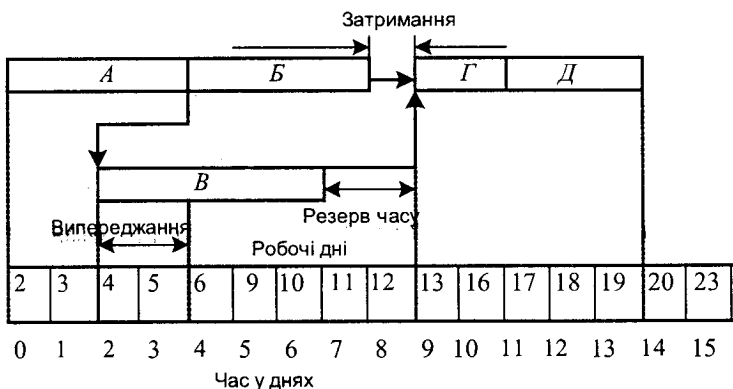 Затримання
А Б Г Д
В
Випереджання
Резерв часу
Робочі дні
2 3 4 5 6 9 10 11 12 13 16 17 18 19 20 23
0 1 2 3 4 5 6 7 8 9 10 11 12 13 14 15
Час у днях